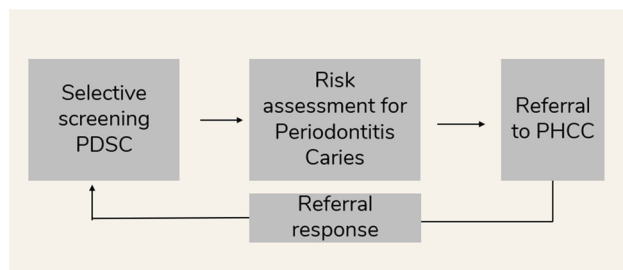 Selective
screening
PDSC
Risk
assessment for
Periodontitis
Caries
Referral
to PHCC
Referral
response